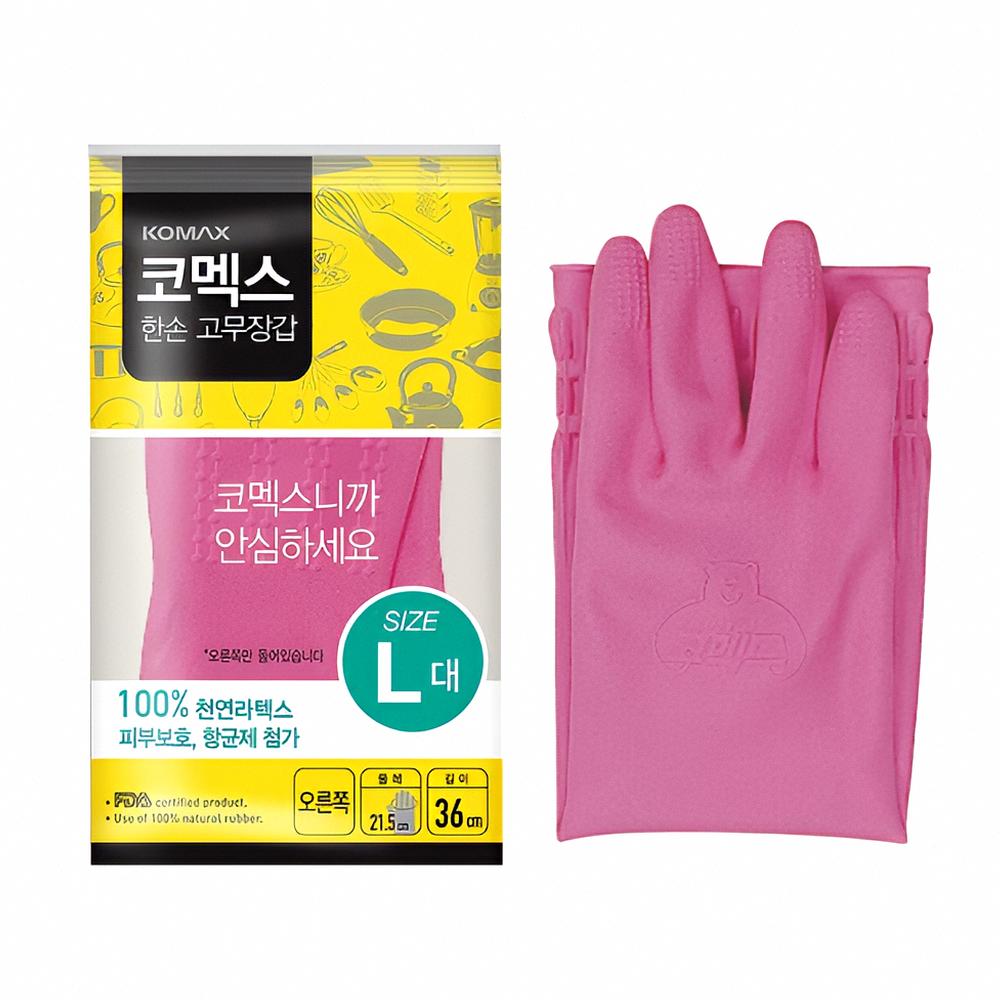 KOMAX
코멕스
한손 고무장갑
코멕스니까
안심하세요
SIZE
L 대
*오른쪽만 들어있습니다
100% 천연라텍스
피부보호, 항균제 첨가
• FDA certified product.
• Use of 100% natural rubber.
오른쪽
21.5cm
길이
36cm